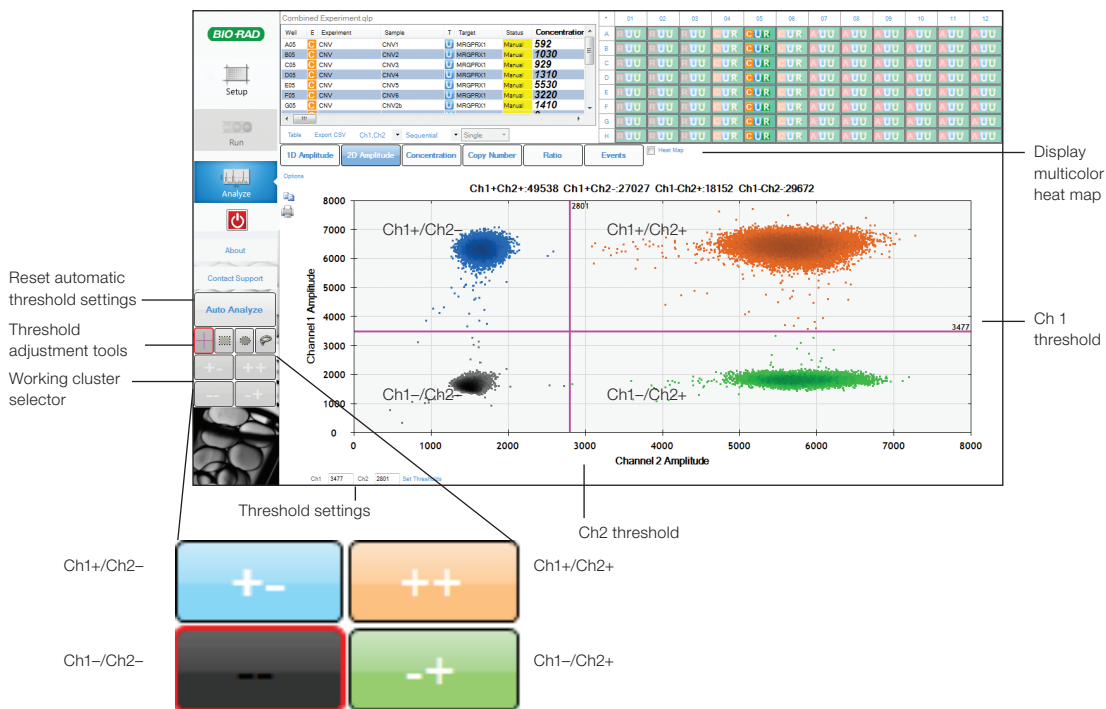 Combined Experiment.qlp
BIO-RAD
Well E Experiment Sample T Target Status Concentration
A05 C CNV CNV1 U MRGPRX1 Manual 592
B05 C CNV CNV2 U MRGPRX1 Manual 1030
C05 C CNV CNV3 U MRGPRX1 Manual 929
D05 C CNV CNV4 U MRGPRX1 Manual 1310
E05 C CNV CNV5 U MRGPRX1 Manual 5530
F05 C CNV CNV6 U MRGPRX1 Manual 3220
G05 C CNV CNV2b U MRGPRX1 Manual 1410
01 02 03 04 05 06 07 08 09 10 11 12
A
B
C
D
E
F
G
H
C U R
Setup
Run
Analyze
About
Contact Support
Auto Analyze
+- ++
-- -+
Table Export CSV Ch1,Ch2 Sequential Single
1D Amplitude 2D Amplitude Concentration Copy Number Ratio Events
Heat Map
Options
Ch1+Ch2+:49538 Ch1+Ch2-:27027 Ch1-Ch2+:18152 Ch1-Ch2-:29672
2801
Ch1+/Ch2– Ch1+/Ch2+
3477
Ch1–/Ch2– Ch1–/Ch2+
Channel 1 Amplitude
8000
7000
6000
5000
4000
3000
2000
1000
0
0 1000 2000 3000 4000 5000 6000 7000 8000
Channel 2 Amplitude
Ch1 3477 Ch2 2801 Set Thresholds
Display
multicolor
heat map
Ch 1
threshold
Reset automatic
threshold settings
Threshold
adjustment tools
Working cluster
selector
Threshold settings
Ch2 threshold
Ch1+/Ch2– +- ++ Ch1+/Ch2+
Ch1–/Ch2– -- -+ Ch1–/Ch2+